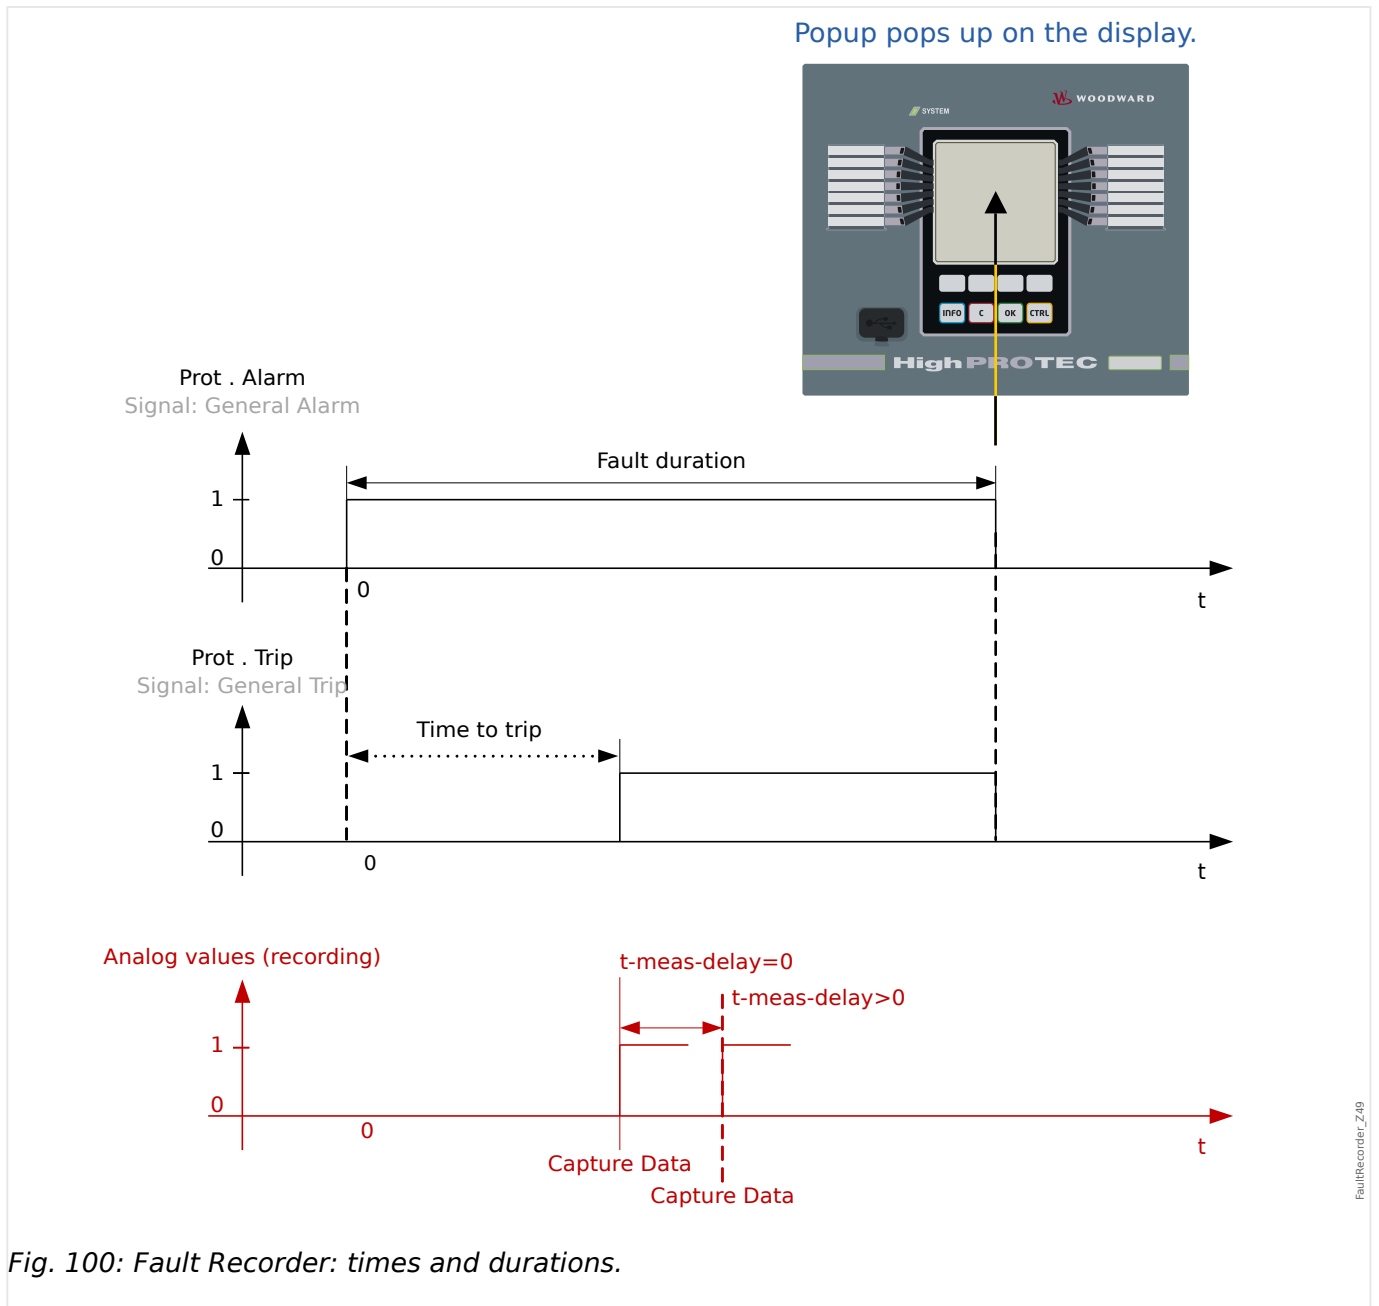 Popup pops up on the display.
WOODWARD
SYSTEM
INFO C OK CTRL
HighPROTEC
Prot . Alarm
Signal: General Alarm
Fault duration
1
0
0
t
Prot . Trip
Signal: General Trip
Time to trip
1
0
0
t
Analog values (recording)
t-meas-delay=0
t-meas-delay>0
1
0
0
t
Capture Data
Capture Data
FaultRecorder_Z49
Fig. 100: Fault Recorder: times and durations.